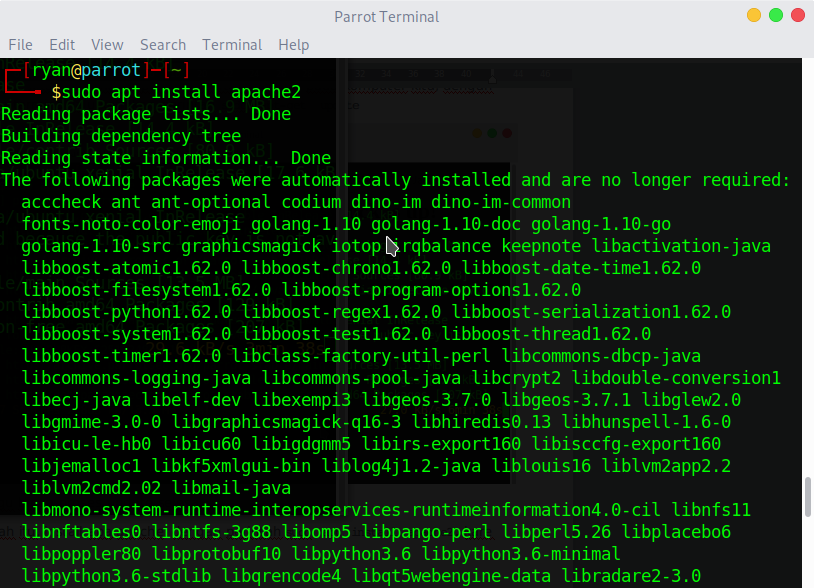 Parrot Terminal
File Edit View Search Terminal Help
[ryan@parrot]─[~]
$sudo apt install apache2
Reading package lists... Done
Building dependency tree
Reading state information... Done
The following packages were automatically installed and are no longer required:
acccheck ant ant-optional codium dino-im dino-im-common
fonts-noto-color-emoji golang-1.10 golang-1.10-doc golang-1.10-go
golang-1.10-src graphicsmagick iotop irqbalance keepnote libactivation-java
libboost-atomic1.62.0 libboost-chrono1.62.0 libboost-date-time1.62.0
libboost-filesystem1.62.0 libboost-program-options1.62.0
libboost-python1.62.0 libboost-regex1.62.0 libboost-serialization1.62.0
libboost-system1.62.0 libboost-test1.62.0 libboost-thread1.62.0
libboost-timer1.62.0 libclass-factory-util-perl libcommons-dbcp-java
libcommons-logging-java libcommons-pool-java libcrypt2 libdouble-conversion1
libecj-java libelf-dev libexempi3 libgeos-3.7.0 libgeos-3.7.1 libglew2.0
libgmime-3.0-0 libgraphicsmagick-q16-3 libhiredis0.13 libhunspell-1.6-0
libicu-le-hb0 libicu60 libigdgmm5 libirs-export160 libisccfg-export160
libjemalloc1 libkf5xmlgui-bin liblog4j1.2-java liblouis16 liblvm2app2.2
liblvm2cmd2.02 libmail-java
libmono-system-runtime-interopservices-runtimeinformation4.0-cil libnfs11
libnftables0 libntfs-3g88 libomp5 libpango-perl libperl5.26 libplacebo6
libpoppler80 libprotobuf10 libpython3.6 libpython3.6-minimal
libpython3.6-stdlib libqrencode4 libqt5webengine-data libradare2-3.0